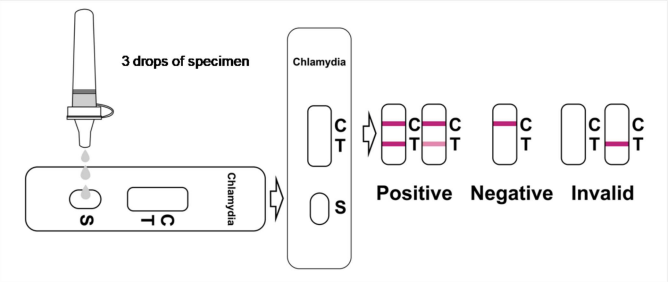 3 drops of specimen
Chlamydia
S
C
T
Chlamydia
C
T
S
C
T
C
T
C
T
C
T
C
T
Positive
Negative
Invalid